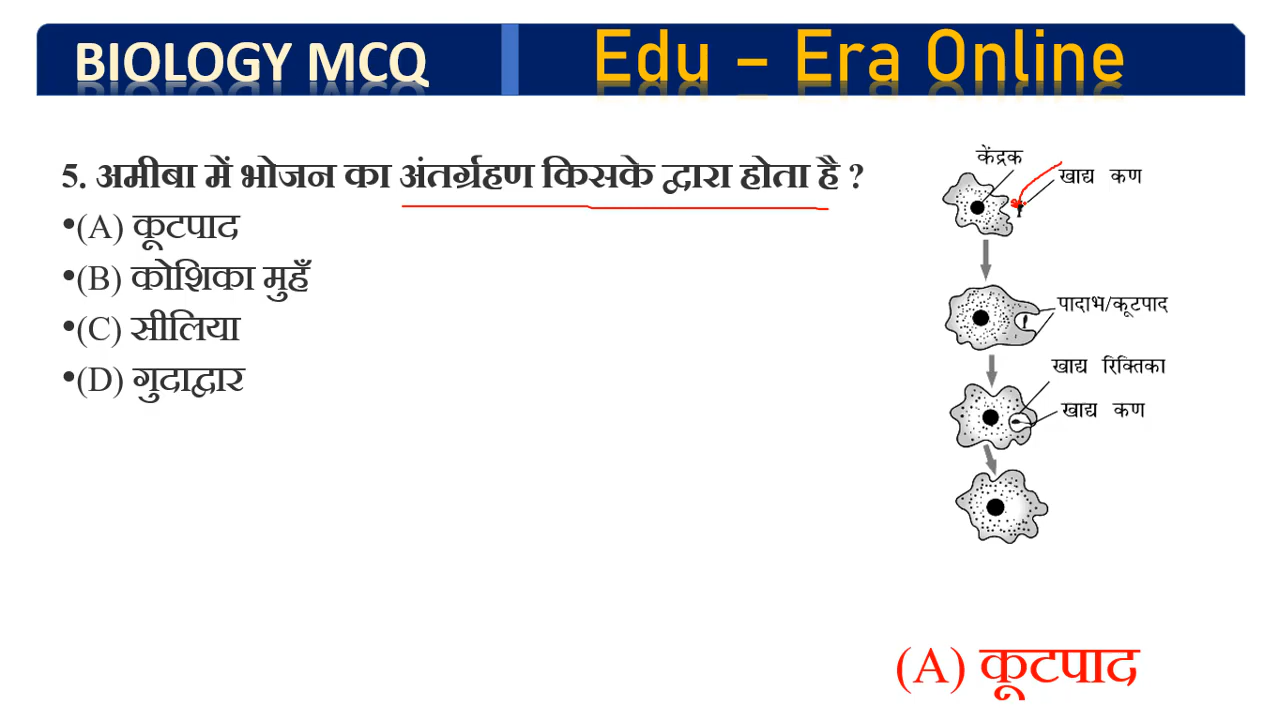 BIOLOGY MCQ
Edu – Era Online
5. अमीबा में भोजन का अंतर्ग्रहण किसके द्वारा होता है ?
•(A) कूटपाद
•(B) कोशिका मुहँ
•(C) सीलिया
•(D) गुदाद्वार
केंद्रक
खाद्य कण
पादाभ/कूटपाद
खाद्य रिक्तिका
खाद्य कण
(A) कूटपाद